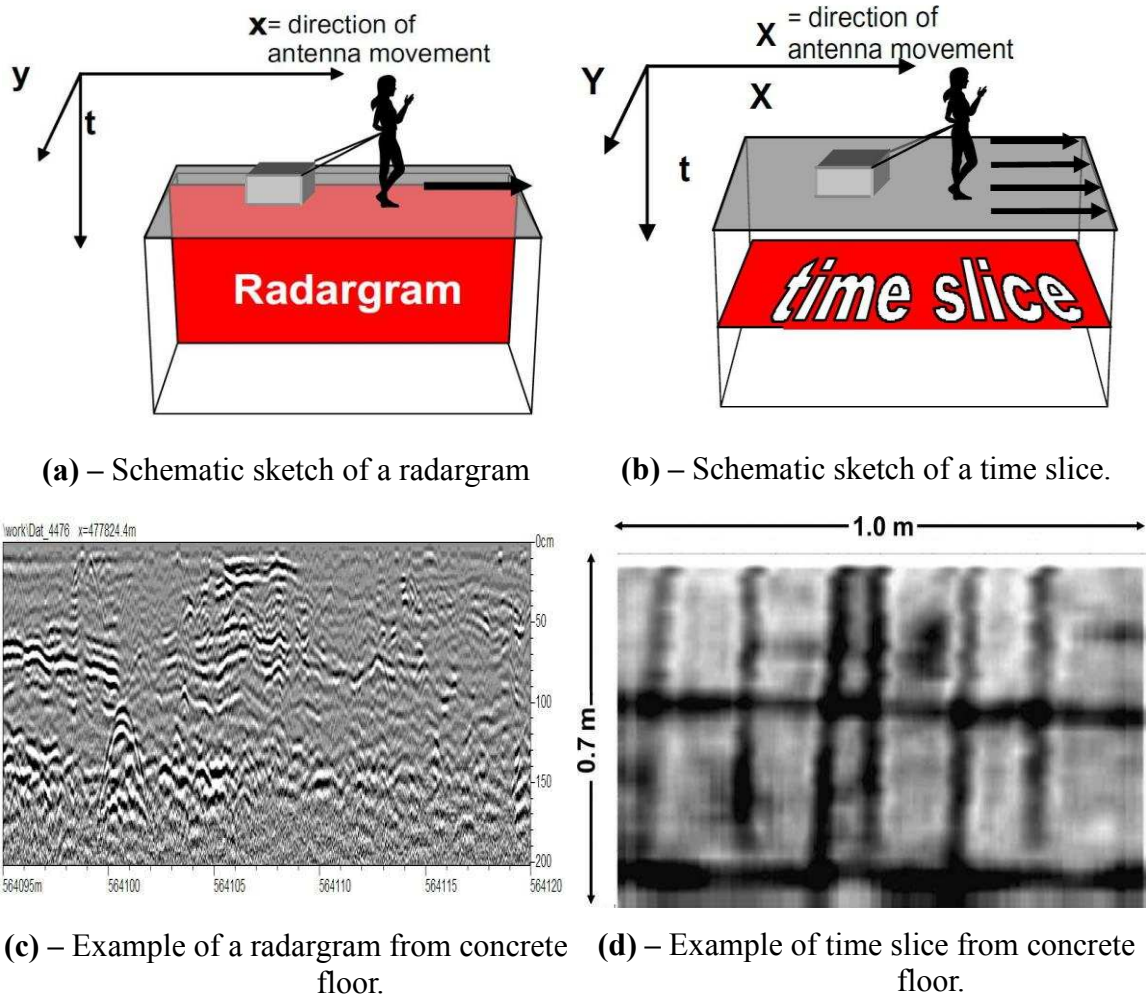 x= direction of
antenna movement
y
t
Radargram
X = direction of
antenna movement
Y
X
t
time slice
(a) – Schematic sketch of a radargram
(b) – Schematic sketch of a time slice.
\work\Dat_4476 x=477824.4m
0cm
50
100
150
200
564095m
564100
564105
564110
564115
564120
1.0 m
0.7 m
(c) – Example of a radargram from concrete
floor.
(d) – Example of time slice from concrete
floor.